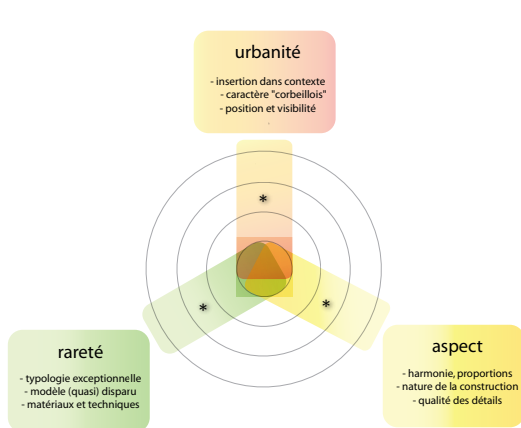 urbanité
- insertion dans contexte
- caractère "corbeillois"
- position et visibilité
*
*
*
rareté
- typologie exceptionnelle
- modèle (quasi) disparu
- matériaux et techniques
aspect
- harmonie, proportions
- nature de la construction
- qualité des détails